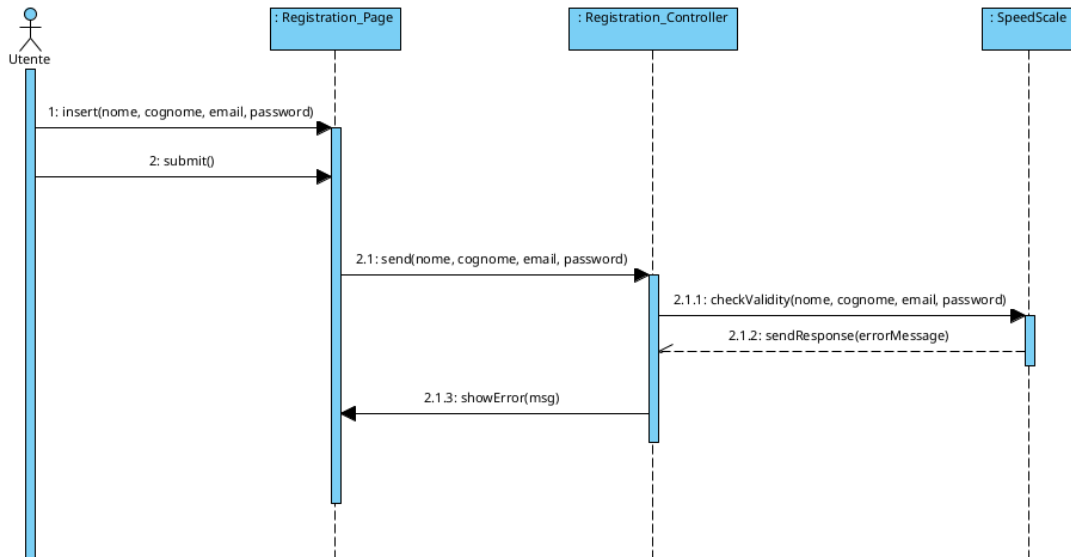 : Registration_Page
: Registration_Controller
: SpeedScale
Utente
1: insert(nome, cognome, email, password)
2: submit()
2.1: send(nome, cognome, email, password)
2.1.1: checkValidity(nome, cognome, email, password)
2.1.2: sendResponse(errorMessage)
2.1.3: showError(msg)